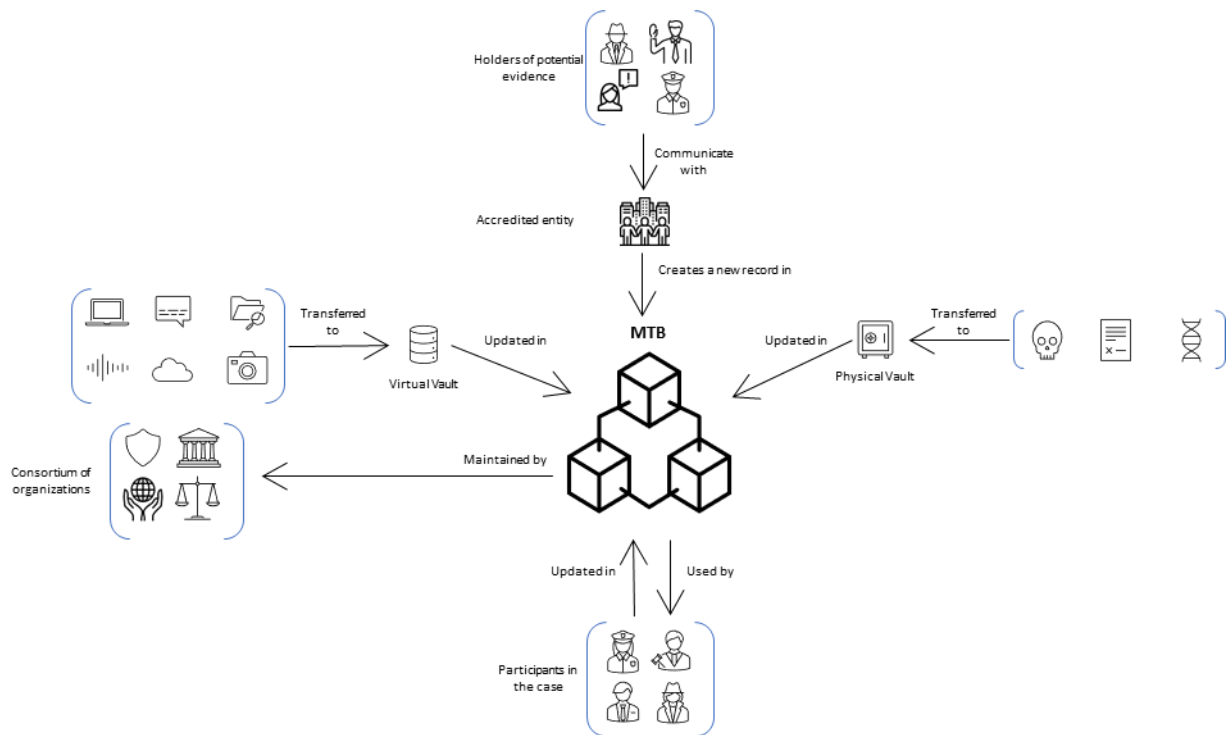 Holders of potential
evidence
Communicate
with
Accredited entity
Creates a new record in
MTB
Transferred
to
Updated in
Virtual Vault
Updated in
Transferred
to
Physical Vault
Consortium of
organizations
Maintained by
Updated in
Used by
Participants in
the case